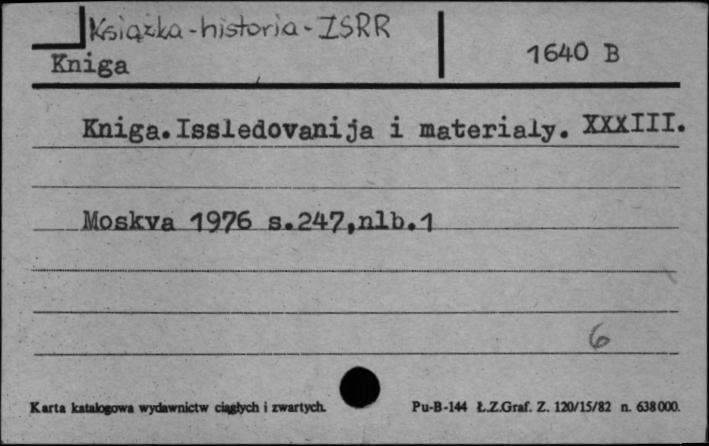 Książka-historia-ZSRR
Kniga
1640 B
Kniga.Issledovanija i materialy. XXXIII.
Moskva 1976 s.247,nlb.1
6
Karta katalogowa wydawnictw ciągłych i zwartych.
Pu-B-144 Ł.Z.Graf. Z. 120/15/82 n. 638000.